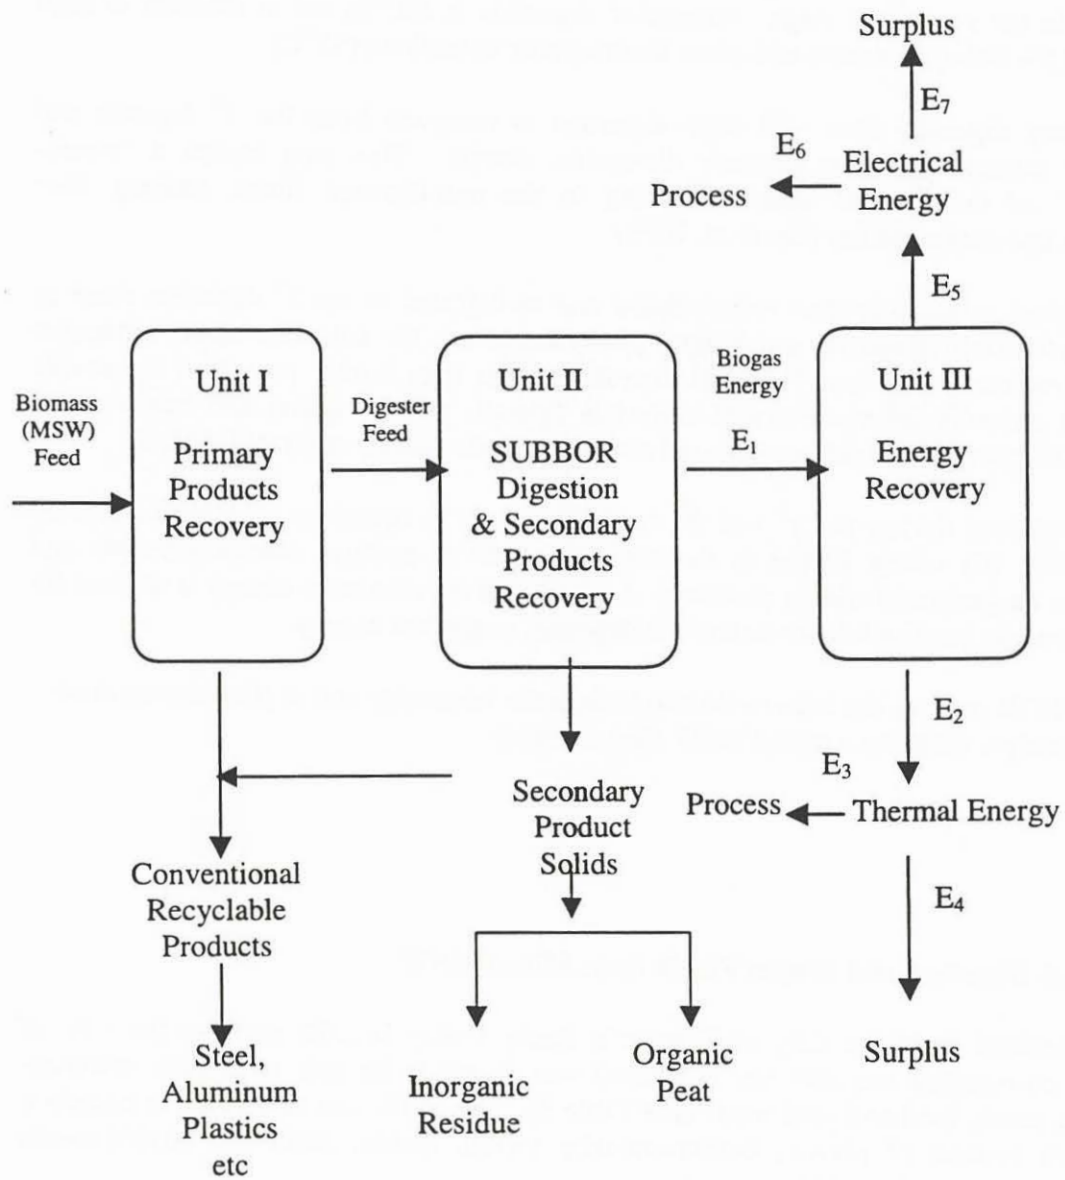 Surplus
E7
E6
Electrical
Energy
Process
E5
Biomass
(MSW)
Feed
Unit I
Primary
Products
Recovery
Digester
Feed
Unit II
SUBBOR
Digestion
& Secondary
Products
Recovery
Biogas
Energy
E1
Unit III
Energy
Recovery
E2
E3
Process
Thermal Energy
E4
Surplus
Secondary
Product
Solids
Conventional
Recyclable
Products
Steel,
Aluminum
Plastics
etc
Inorganic
Residue
Organic
Peat